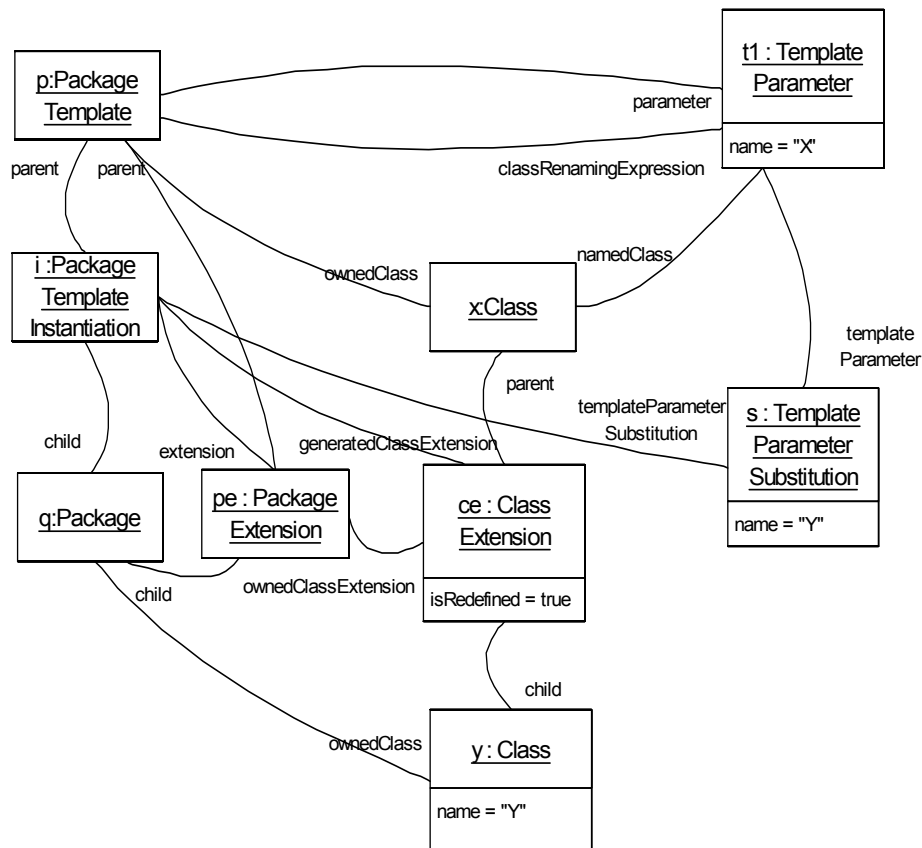 p:Package
Template
t1 : Template
Parameter
name = "X"
parameter
classRenamingExpression
parent
parent
i :Package
Template
Instantiation
ownedClass
namedClass
x:Class
template
Parameter
parent
templateParameter
Substitution
s : Template
Parameter
Substitution
name = "Y"
child
extension
generatedClassExtension
q:Package
pe : Package
Extension
ce : Class
Extension
isRedefined = true
child
ownedClassExtension
child
ownedClass
y : Class
name = "Y"